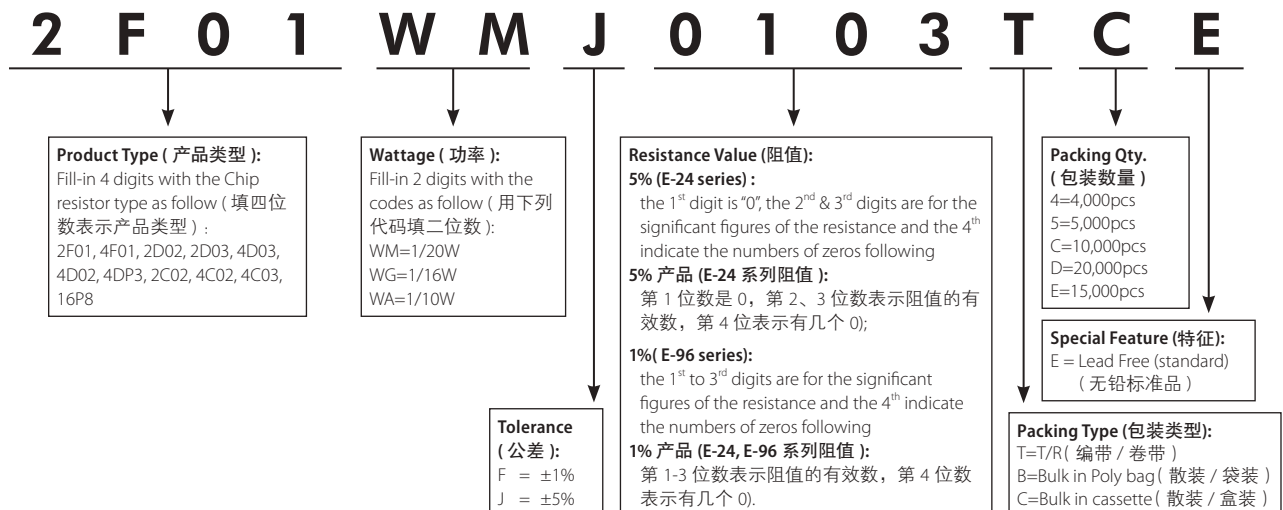 2F01 WM J 0103 T C E
Product Type ( 产品类型 ):
Fill-in 4 digits with the Chip
resistor type as follow ( 填四位
数表示产品类型 ) :
2F01, 4F01, 2D02, 2D03, 4D03,
4D02, 4DP3, 2C02, 4C02, 4C03,
16P8
Wattage ( 功率 ):
Fill-in 2 digits with the
codes as follow ( 用下列
代码填二位数 ):
WM=1/20W
WG=1/16W
WA=1/10W
Tolerance
( 公差 ):
F = ±1%
J = ±5%
Resistance Value (阻值):
5% (E-24 series) :
the 1st digit is "0", the 2nd & 3rd digits are for the
significant figures of the resistance and the 4th
indicate the numbers of zeros following
5% 产品 (E-24 系列阻值 ):
第 1 位数是 0，第 2、3 位数表示阻值的有
效数，第 4 位表示有几个 0);
1%( E-96 series):
the 1st to 3rd digits are for the significant
figures of the resistance and the 4th indicate
the numbers of zeros following
1% 产品 (E-24, E-96 系列阻值 ):
第 1-3 位数表示阻值的有效数，第 4 位数
表示有几个 0).
Packing Qty.
( 包装数量 )
4=4,000pcs
5=5,000pcs
C=10,000pcs
D=20,000pcs
E=15,000pcs
Special Feature (特征):
E = Lead Free (standard)
( 无铅标准品 )
Packing Type (包装类型):
T=T/R( 编带 / 卷带 )
B=Bulk in Poly bag( 散装 / 袋装 )
C=Bulk in cassette( 散装 / 盒装 )